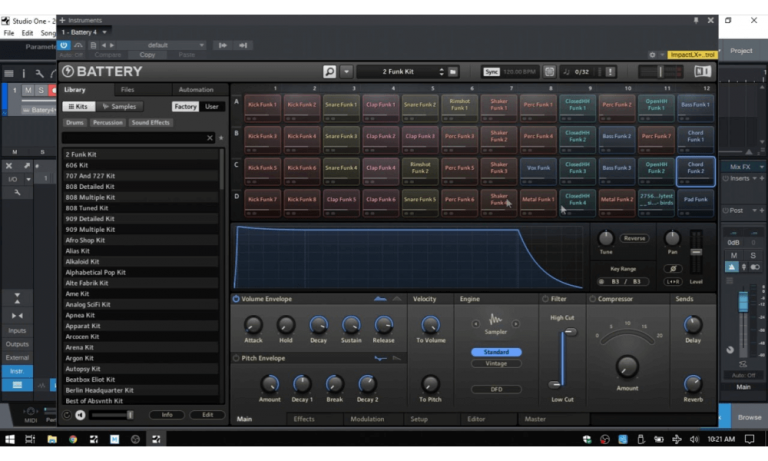 Studio One - 2
Instruments
File Edit Song
1 - Battery 4
default
Compare Copy Paste
ImpactLX+...trol
Project
BATTERY
2 Funk Kit
Sync 120.00 BPM
0/32
Library Files Automation
Kits Samples Factory User
Drums Percussion Sound Effects
1 2 3 4 5 6 7 8 9 10 11 12
A Kick Funk 1 Kick Funk 2 Snare Funk 1 Clap Funk 1 Snare Funk 2 Rimshot Funk 1 Shaker Funk 1 Perc Funk 1 ClosedHH Funk 1 Perc Funk 2 OpenHH Funk 1 Bass Funk 1
B Kick Funk 3 Kick Funk 4 Snare Funk 3 Clap Funk 2 Clap Funk 3 Perc Funk 3 Shaker Funk 2 Perc Funk 4 ClosedHH Funk 2 Bass Funk 2 Perc Funk 7 Chord Funk 1
C Kick Funk 5 Kick Funk 6 Snare Funk 4 Clap Funk 4 Rimshot Funk 2 Perc Funk 5 Shaker Funk 3 Vox Funk ClosedHH Funk 3 Bass Funk 3 OpenHH Funk 2 Chord Funk 2
D Kick Funk 7 Kick Funk 8 Clap Funk 5 Clap Funk 6 Snare Funk 5 Perc Funk 6 Shaker Funk Metal Funk 1 ClosedHH Funk 4 Metal Funk 2 Pad Funk
2 Funk Kit
606 Kit
707 And 727 Kit
808 Detailed Kit
808 Multiple Kit
808 Tuned Kit
909 Detailed Kit
909 Multiple Kit
Afro Shop Kit
Alias Kit
Alkaloid Kit
Alphabetical Pop Kit
Alte Fabrik Kit
Ame Kit
Analog SciFi Kit
Apnea Kit
Apparat Kit
Arcocen Kit
Arena Kit
Argon Kit
Autopsy Kit
Beatbox Eliot Kit
Berlin Headquarter Kit
Best of Absynth Kit
Info Edit
Tune Reverse Pan
Key Range
B3 / B3
Level
Volume Envelope Velocity Engine Filter Compressor Sends
Attack Hold Decay Sustain Release To Volume
Sampler
Standard
Vintage
DFD
High Cut
Low Cut
0 5 10 15 20
Amount
Delay
Reverb
Pitch Envelope
Amount Decay 1 Break Decay 2 To Pitch
Main Effects Modulation Setup Editor Master
M S
I/O
Inputs
Outputs
External
Instr.
MIDI
Mix FX
Inserts
Post
0dB
M S
Auto: Off
Main
Browse
10:21 AM